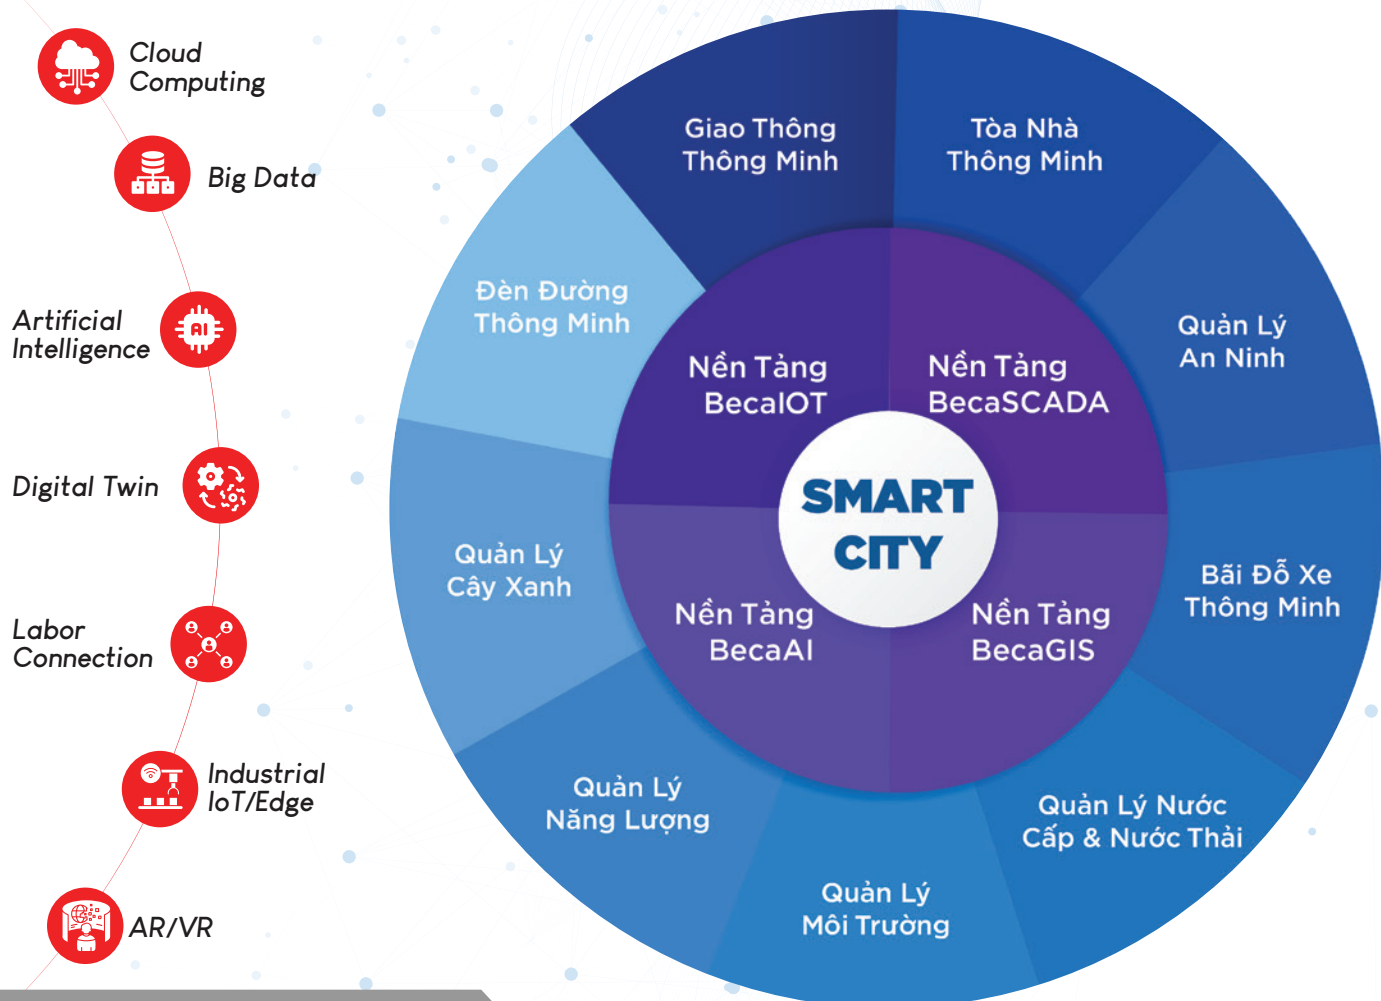 Cloud
Computing
Big Data
Artificial
Intelligence
AI
Digital Twin
Labor
Connection
Industrial
IoT/Edge
AR/VR
Giao Thông
Thông Minh
Tòa Nhà
Thông Minh
Quản Lý
An Ninh
Bãi Đỗ Xe
Thông Minh
Quản Lý Nước
Cấp & Nước Thải
Quản Lý
Môi Trường
Quản Lý
Năng Lượng
Quản Lý
Cây Xanh
Đèn Đường
Thông Minh
Nền Tảng
BecaIOT
Nền Tảng
BecaSCADA
Nền Tảng
BecaAI
Nền Tảng
BecaGIS
SMART
CITY